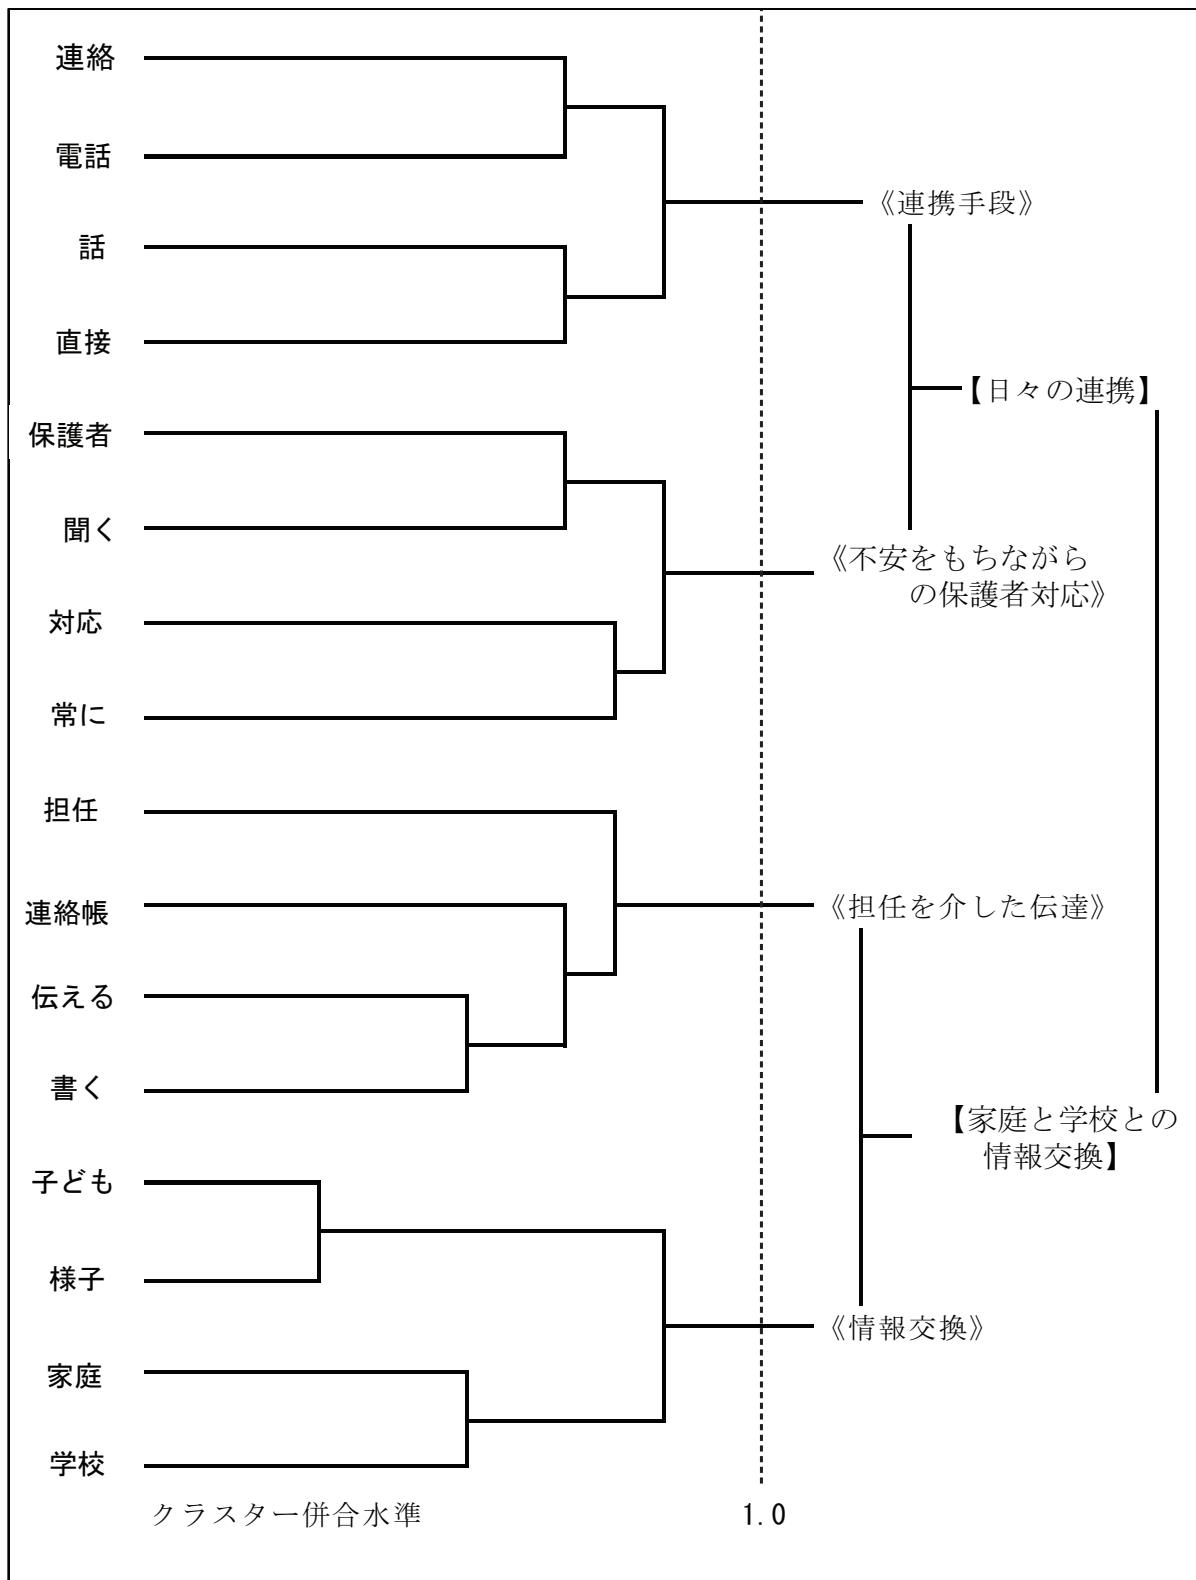 連絡
電話
話
直接
保護者
聞く
対応
常に
担任
連絡帳
伝える
書く
子ども
様子
家庭
学校
《連携手段》
【日々の連携】
《不安をもちながら
の保護者対応》
《担任を介した伝達》
【家庭と学校との
情報交換】
《情報交換》
クラスター併合水準
1.0